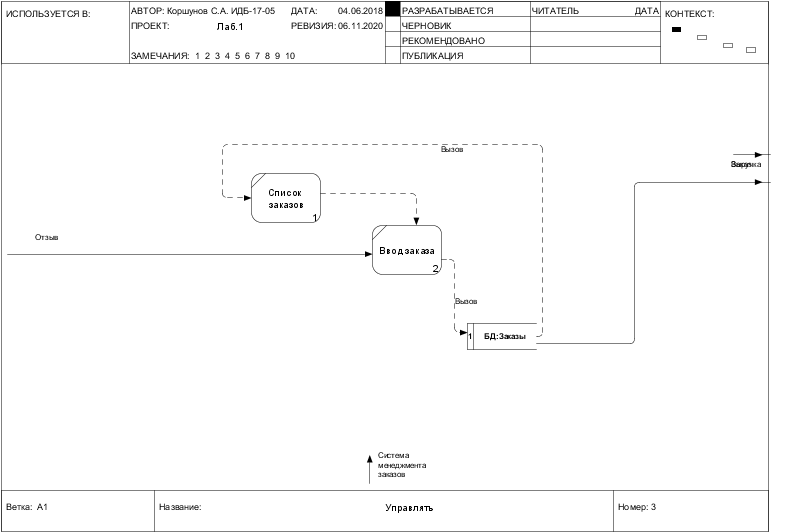 ИСПОЛЬЗУЕТСЯ В:
АВТОР: Коршунов С.А. ИДБ-17-05
ДАТА: 04.06.2018
РАЗРАБАТЫВАЕТСЯ
ЧИТАТЕЛЬ
ДАТА
КОНТЕКСТ:
ПРОЕКТ: Лаб.1
РЕВИЗИЯ: 06.11.2020
ЧЕРНОВИК
РЕКОМЕНДОВАНО
ЗАМЕЧАНИЯ: 1 2 3 4 5 6 7 8 9 10
ПУБЛИКАЦИЯ
Вызов
Список
заказов
1
Отзыв
Ввод заказа
2
Вызов
1
БД:Заказы
Система
менеджмента
заказов
Ветка: А1
Название:
Управлять
Номер: 3